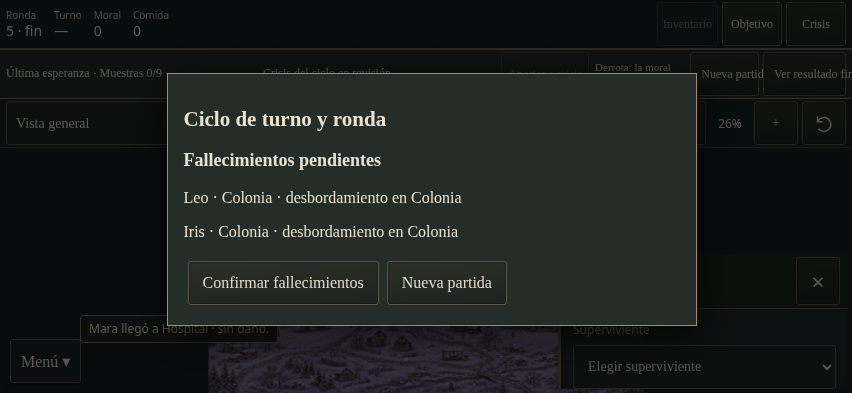 Ronda Turno Moral Comida
5 · fin — 0 0
Inventario Objetivo Crisis
Última esperanza · Muestras 0/9
Crisis del ciclo en revisión
Derrota: la moral
Nueva partid
Ver resultado fin
Vista general
26% +
Ciclo de turno y ronda
Fallecimientos pendientes
Leo · Colonia · desbordamiento en Colonia
Iris · Colonia · desbordamiento en Colonia
Confirmar fallecimientos Nueva partida
Mara llegó a Hospital · sin daño.
Superviviente
Menú ▾
Elegir superviviente